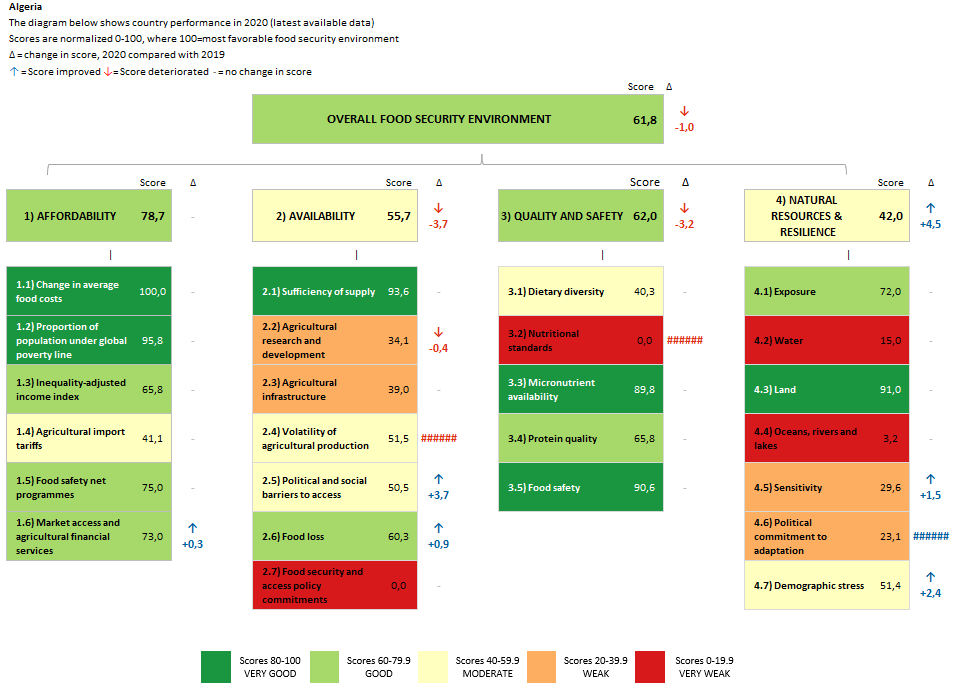 Algeria
The diagram below shows country performance in 2020 (latest available data)
Scores are normalized 0-100, where 100=most favorable food security environment
Δ = change in score, 2020 compared with 2019
↑ =Score improved ↓=Score deteriorated - =no change in score
Score Δ
OVERALL FOOD SECURITY ENVIRONMENT 61,8 ↓
-1,0
Score Δ
1) AFFORDABILITY 78,7 -
1.1) Change in average
food costs 100,0 -
1.2) Proportion of
population under global
poverty line 95,8 -
1.3) Inequality-adjusted
income index 65,8 -
1.4) Agricultural import
tariffs 41,1 -
1.5) Food safety net
programmes 75,0 -
1.6) Market access and
agricultural financial
services 73,0 ↑
+0,3
Score Δ
2) AVAILABILITY 55,7 ↓
-3,7
2.1) Sufficiency of supply 93,6 -
2.2) Agricultural
research and
development 34,1 ↓
-0,4
2.3) Agricultural
infrastructure 39,0 -
2.4) Volatility of
agricultural production 51,5 ######
2.5) Political and social
barriers to access 50,5 ↑
+3,7
2.6) Food loss 60,3 ↑
+0,9
2.7) Food security and
access policy
commitments 0,0 -
Score Δ
3) QUALITY AND SAFETY 62,0 ↓
-3,2
3.1) Dietary diversity 40,3 -
3.2) Nutritional
standards 0,0 ######
3.3) Micronutrient
availability 89,8 -
3.4) Protein quality 65,8 -
3.5) Food safety 90,6 -
Score Δ
4) NATURAL
RESOURCES &
RESILIENCE 42,0 ↑
+4,5
4.1) Exposure 72,0 -
4.2) Water 15,0 -
4.3) Land 91,0 -
4.4) Oceans, rivers and
lakes 3,2 -
4.5) Sensitivity 29,6 ↑
+1,5
4.6) Political
commitment to
adaptation 23,1 ######
4.7) Demographic stress 51,4 ↑
+2,4
Scores 80-100
VERY GOOD
Scores 60-79.9
GOOD
Scores 40-59.9
MODERATE
Scores 20-39.9
WEAK
Scores 0-19.9
VERY WEAK